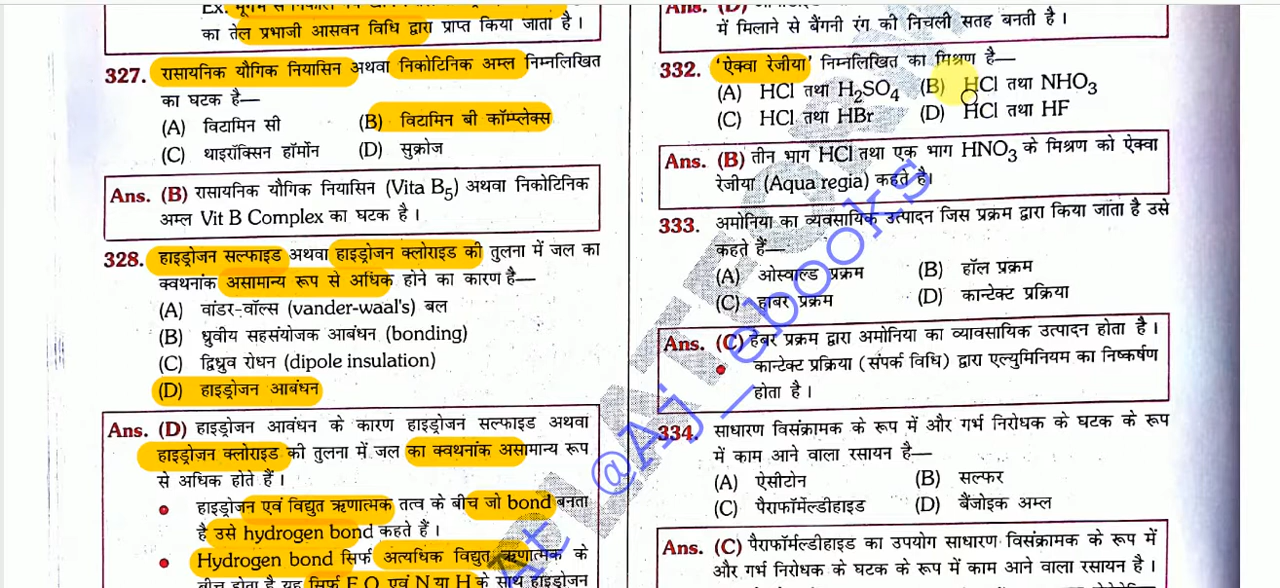 का तेल प्रभाजी आसवन विधि द्वारा प्राप्त किया जाता है ।
327. रासायनिक यौगिक नियासिन अथवा निकोटिनिक अम्ल निम्नलिखित
का घटक है—
(A) विटामिन सी (B) विटामिन बी कॉम्प्लेक्स
(C) थाइरॉक्सिन हॉर्मोन (D) सुक्रोज
Ans. (B) रासायनिक यौगिक नियासिन (Vita B5) अथवा निकोटिनिक
अम्ल Vit B Complex का घटक है ।
328. हाइड्रोजन सल्फाइड अथवा हाइड्रोजन क्लोराइड की तुलना में जल का
क्वथनांक असामान्य रूप से अधिक होने का कारण है—
(A) वांडर-वॉल्स (vander-waal's) बल
(B) ध्रुवीय सहसंयोजक आबंधन (bonding)
(C) द्विध्रुव रोधन (dipole insulation)
(D) हाइड्रोजन आबंधन
Ans. (D) हाइड्रोजन आवंधन के कारण हाइड्रोजन सल्फाइड अथवा
हाइड्रोजन क्लोराइड की तुलना में जल का क्वथनांक असामान्य रूप
से अधिक होते हैं ।
• हाइड्रोजन एवं विद्युत ऋणात्मक तत्व के बीच जो bond बनता
है उसे hydrogen bond कहते हैं ।
• Hydrogen bond सिर्फ अत्यधिक विद्युत ऋणात्मक के
बीच होता है यह सिर्फ F, O एवं N या H के साथ हाइड्रोजन
Ans. (D)
में मिलाने से बैंगनी रंग की निचली सतह बनती है ।
332. 'ऐक्वा रेजीया' निम्नलिखित का मिश्रण है—
(A) HCl तथा H2SO4 (B) HCl तथा NHO3
(C) HCl तथा HBr (D) HCl तथा HF
Ans. (B) तीन भाग HCl तथा एक भाग HNO3 के मिश्रण को ऐक्वा
रेजीया (Aqua regia) कहते है।
333. अमोनिया का व्यवसायिक उत्पादन जिस प्रक्रम द्वारा किया जाता है उसे
कहते हैं—
(A) ओस्वाल्ड प्रक्रम (B) हॉल प्रक्रम
(C) हाबर प्रक्रम (D) कान्टेक्ट प्रक्रिया
Ans. (C) हैबर प्रक्रम द्वारा अमोनिया का व्यावसायिक उत्पादन होता है ।
• कान्टेक्ट प्रक्रिया (संपर्क विधि) द्वारा एल्युमिनियम का निष्कर्षण
होता है ।
334. साधारण विसंक्रामक के रूप में और गर्भ निरोधक के घटक के रूप
में काम आने वाला रसायन है—
(A) ऐसीटोन (B) सल्फर
(C) पैराफॉर्मेल्डीहाइड (D) बैंजोइक अम्ल
Ans. (C) पैराफॉर्मल्डीहाइड का उपयोग साधारण विसंक्रामक के रूप में
और गर्भ निरोधक के घटक के रूप में काम आने वाला रसायन है ।
@Aj_ebooks